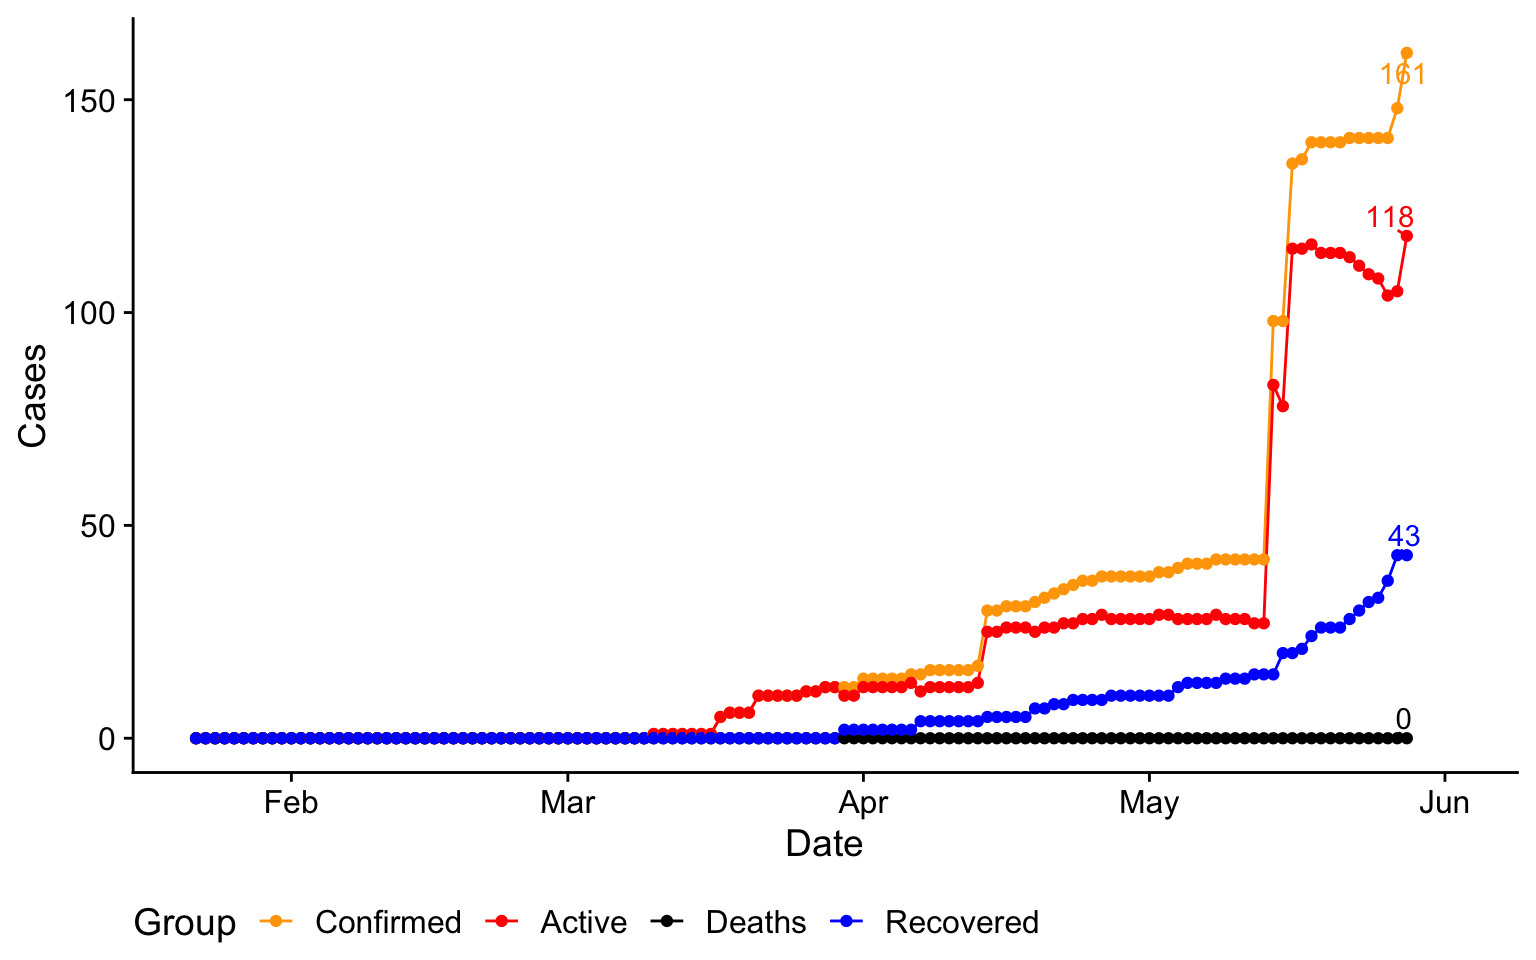 161
150
118
100
Cases
50
43
0
0
Feb Mar Apr May Jun
Date
Group Confirmed Active Deaths Recovered